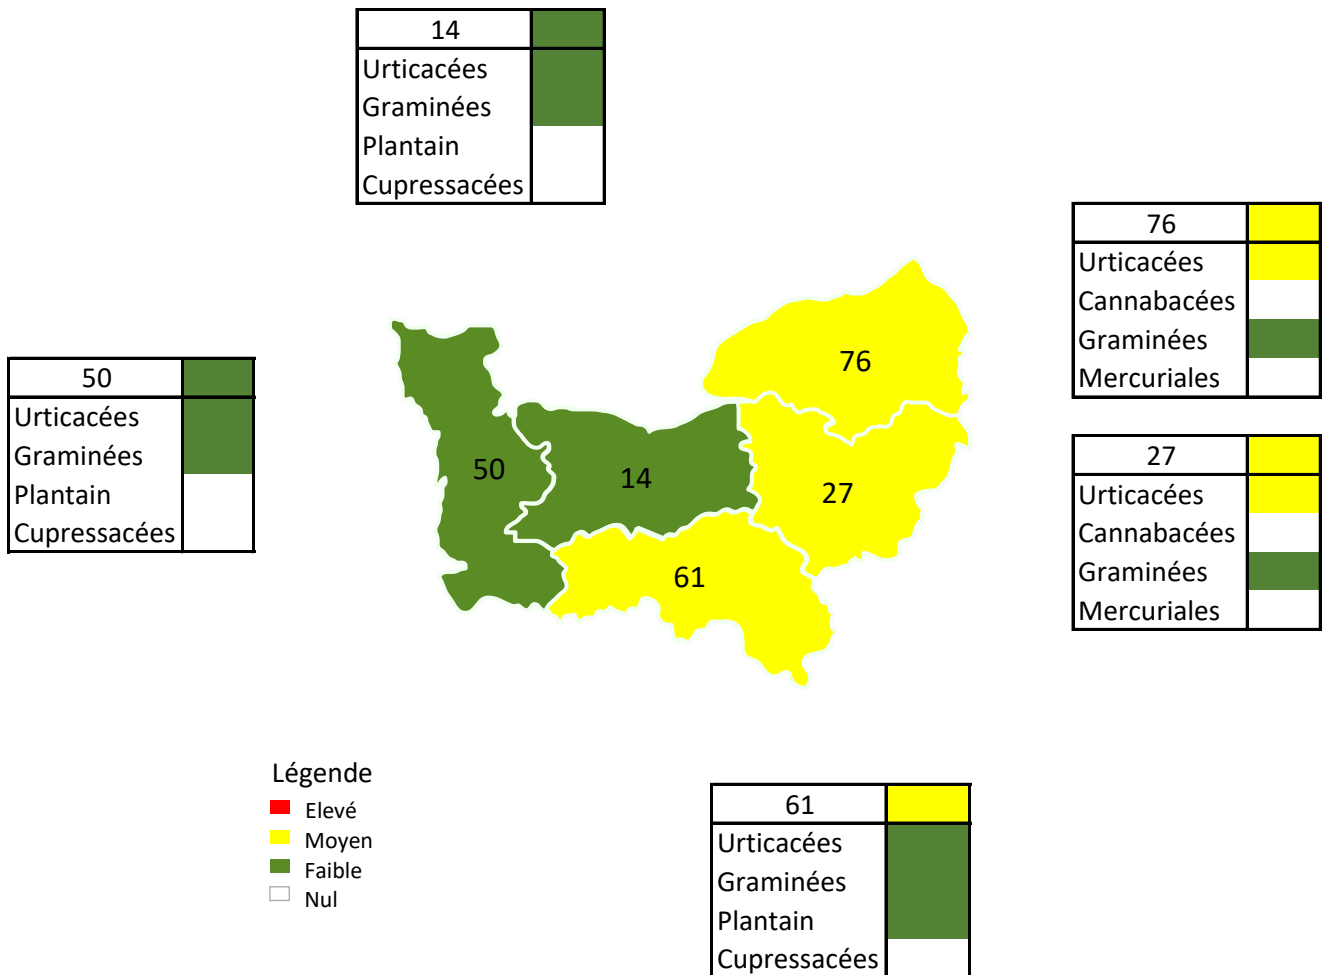 14
Urticacées
Graminées
Plantain
Cupressacées
76
Urticacées
Cannabacées
Graminées
Mercuriales
50
Urticacées
Graminées
Plantain
Cupressacées
27
Urticacées
Cannabacées
Graminées
Mercuriales
76
50
14
27
61
Légende
Elevé
Moyen
Faible
Nul
61
Urticacées
Graminées
Plantain
Cupressacées